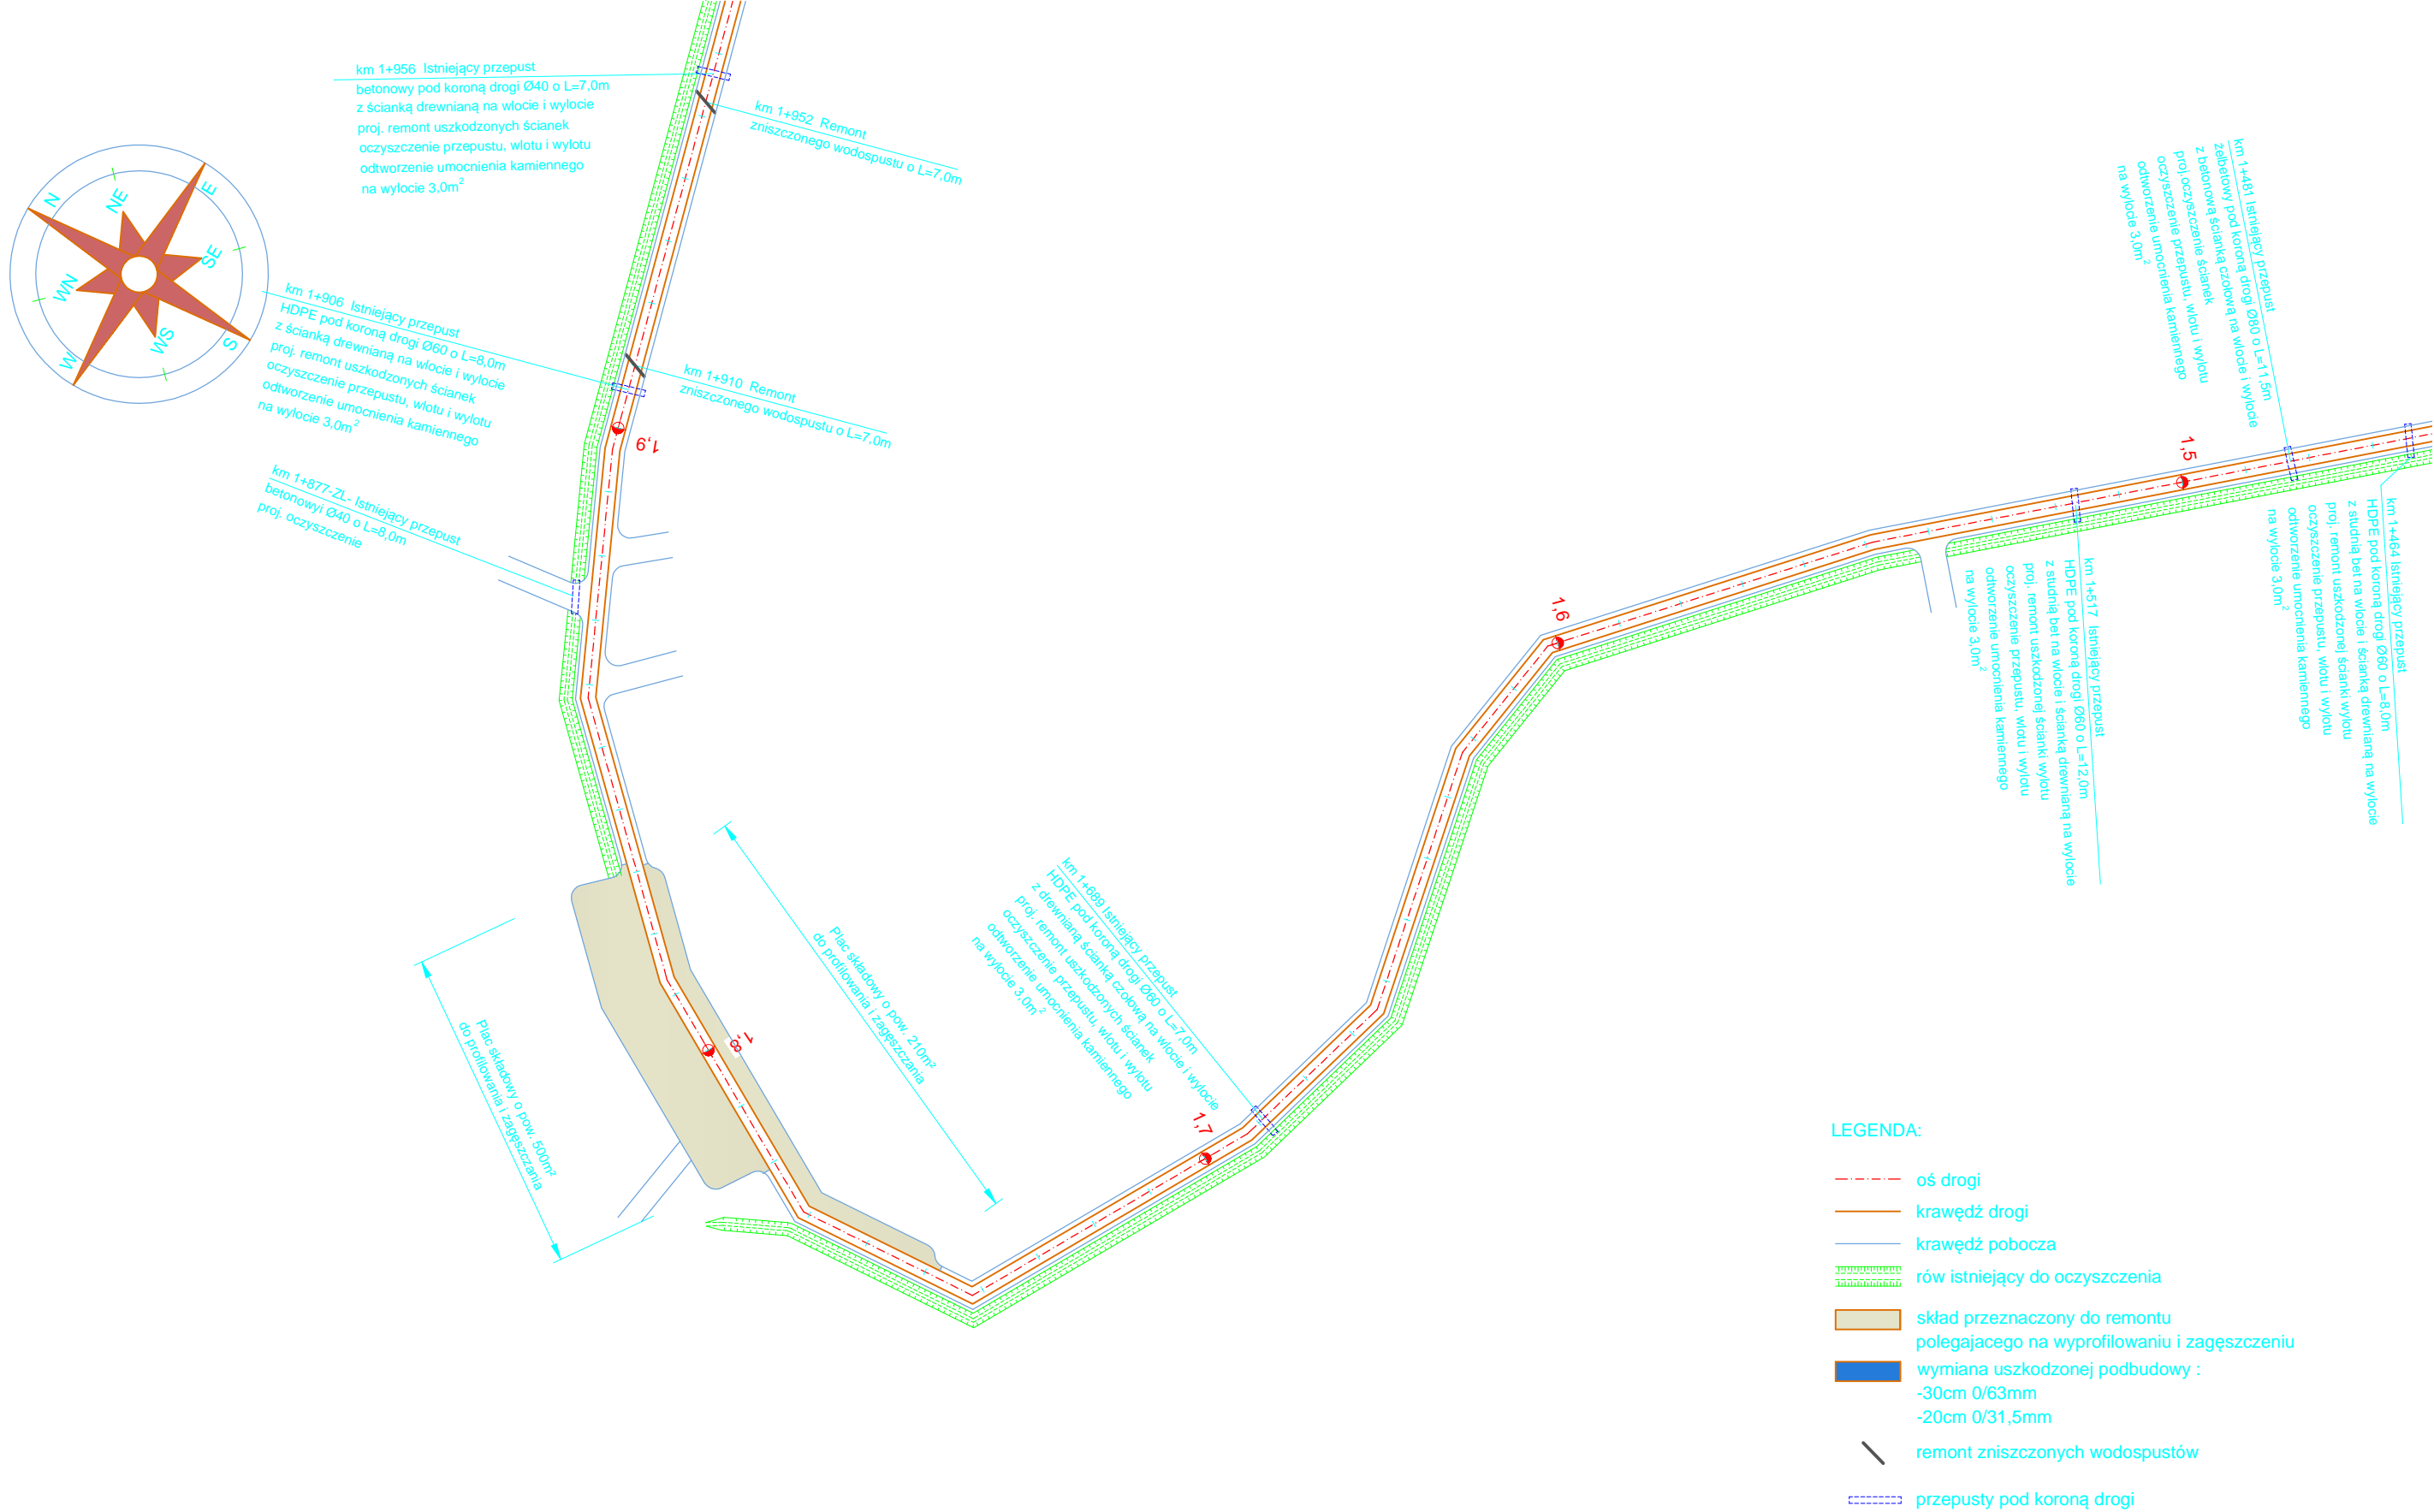 km 1+956 Istniejący przepust
betonowy pod koroną drogi Ø40 o L=7,0m
z ścianką drewnianą na wlocie i wylocie
proj. remont uszkodzonych ścianek
oczyszczenie przepustu, wlotu i wylotu
odtworzenie umocnienia kamiennego
na wylocie 3,0m²
km 1+952 Remont
zniszczonego wodospustu o L=7,0m
N
NE
E
SE
S
WS
W
WN
km 1+906 Istniejący przepust
HDPE pod koroną drogi Ø60 o L=8,0m
z ścianką drewnianą na wlocie i wylocie
proj. remont uszkodzonych ścianek
oczyszczenie przepustu, wlotu i wylotu
odtworzenie umocnienia kamiennego
na wylocie 3,0m²
km 1+910 Remont
zniszczonego wodospustu o L=7,0m
1,9
km 1+877-ZL- Istniejący przepust
betonowyi Ø40 o L=8,0m
proj. oczyszczenie
km 1+481 Istniejący przepust
żelbetowy pod koroną drogi Ø80 o L=11,5m
z betonową ścianką czołową na wlocie i wylocie
proj.oczyszczenie ścianek
oczyszczenie przepustu, wlotu i wylotu
odtworzenie umocnienia kamiennego
na wylocie 3,0m²
1,5
km 1+464 Istniejący przepust
HDPE pod koroną drogi Ø60 o L=8,0m
z studnią bet na wlocie i ścianką drewnianą na wylocie
proj. remont uszkodzonej ścianki wylotu
oczyszczenie przepustu, wlotu i wylotu
odtworzenie umocnienia kamiennego
na wylocie 3,0m²
km 1+517 Istniejący przepust
HDPE pod koroną drogi Ø60 o L=12,0m
z studnią bet na wlocie i ścianką drewnianą na wylocie
proj. remont uszkodzonej ścianki wylotu
oczyszczenie przepustu, wlotu i wylotu
odtworzenie umocnienia kamiennego
na wylocie 3,0m²
1,6
km 1+689 Istniejący przepust
HDPE pod koroną drogi Ø60 o L=7,0m
z drewnianą ścianką czołową na wlocie i wylocie
proj. remont uszkodzonych ścianek
oczyszczenie przepustu, wlotu i wylotu
odtworzenie umocnienia kamiennego
na wylocie 3,0m²
1,7
Plac składowy o pow. 210m²
do profilowania i zagęszczania
1,8
Plac składowy o pow. 500m²
do profilowania i zagęszczania
LEGENDA:
oś drogi
krawędź drogi
krawędź pobocza
rów istniejący do oczyszczenia
skład przeznaczony do remontu
polegajacego na wyprofilowaniu i zagęszczeniu
wymiana uszkodzonej podbudowy :
-30cm 0/63mm
-20cm 0/31,5mm
remont zniszczonych wodospustów
przepusty pod koroną drogi